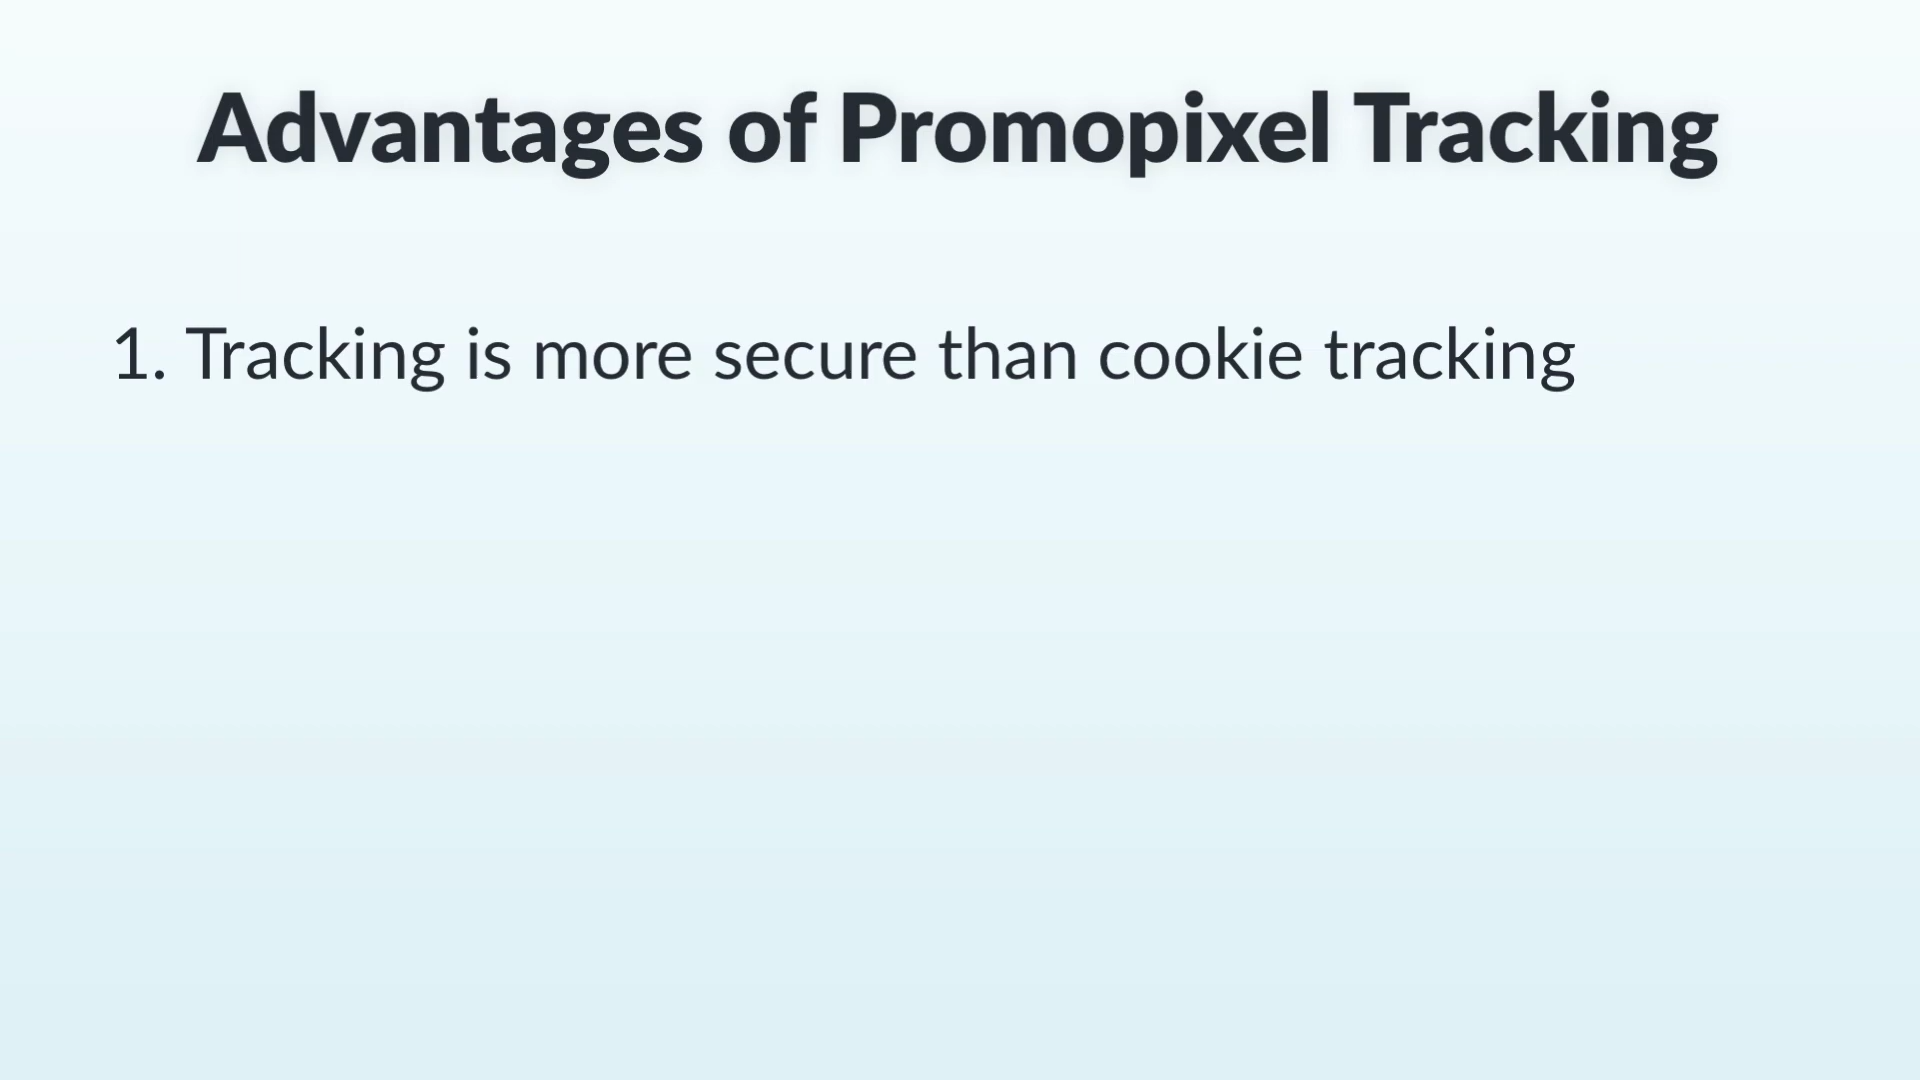 Advantages of Promopixel Tracking
1. Tracking is more secure than cookie tracking